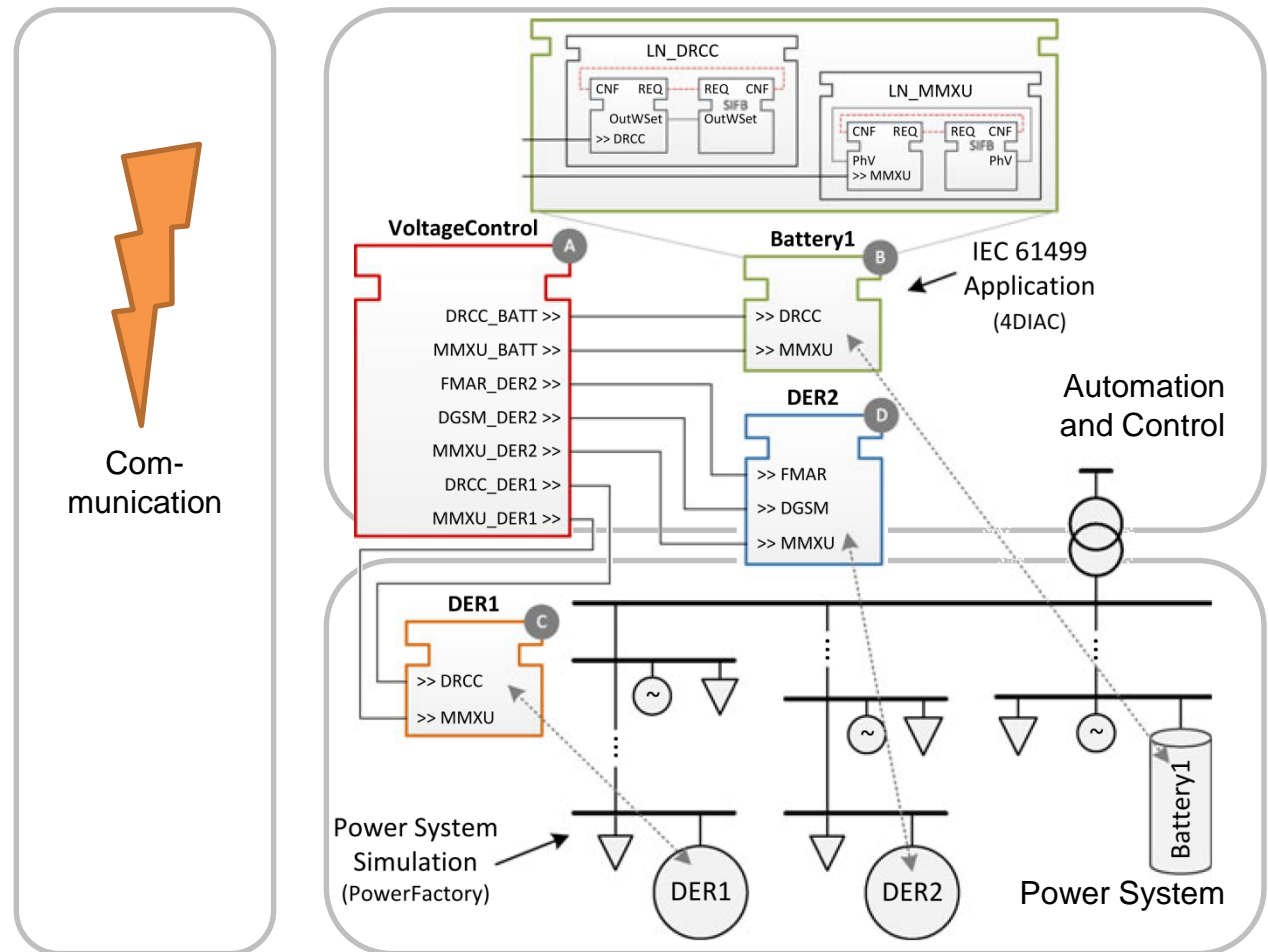 Com-
munication
LN_DRCC
CNF REQ
REQ CNF
SIFB
OutWSet
OutWSet
>> DRCC
LN_MMXU
CNF REQ
REQ CNF
SIFB
PhV
PhV
>> MMXU
VoltageControl
A
DRCC_BATT >>
MMXU_BATT >>
FMAR_DER2 >>
DGSM_DER2 >>
MMXU_DER2 >>
DRCC_DER1 >>
MMXU_DER1 >>
Battery1
B
>> DRCC
>> MMXU
IEC 61499
Application
(4DIAC)
DER2
D
>> FMAR
>> DGSM
>> MMXU
Automation
and Control
DER1
C
>> DRCC
>> MMXU
~
~
~
Power System
Simulation
(PowerFactory)
DER1
DER2
Battery1
Power System